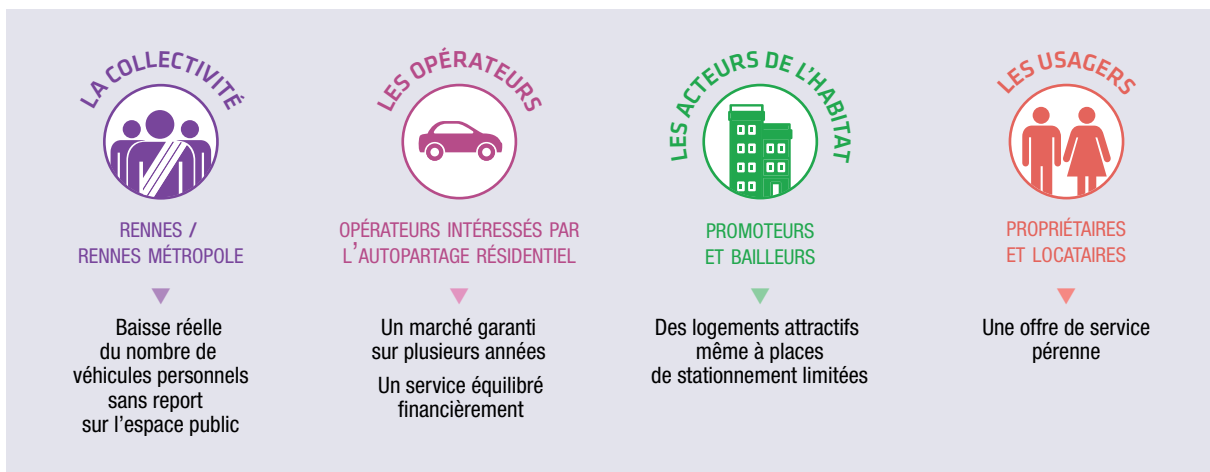 LA COLLECTIVITÉ
RENNES /
RENNES MÉTROPOLE
Baisse réelle
du nombre de
véhicules personnels
sans report
sur l'espace public
LES OPÉRATEURS
OPÉRATEURS INTÉRESSÉS PAR
L'AUTOPARTAGE RÉSIDENTIEL
Un marché garanti
sur plusieurs années
Un service équilibré
financièrement
LES ACTEURS DE L'HABITAT
PROMOTEURS
ET BAILLEURS
Des logements attractifs
même à places
de stationnement limitées
LES USAGERS
PROPRIÉTAIRES
ET LOCATAIRES
Une offre de service
pérenne